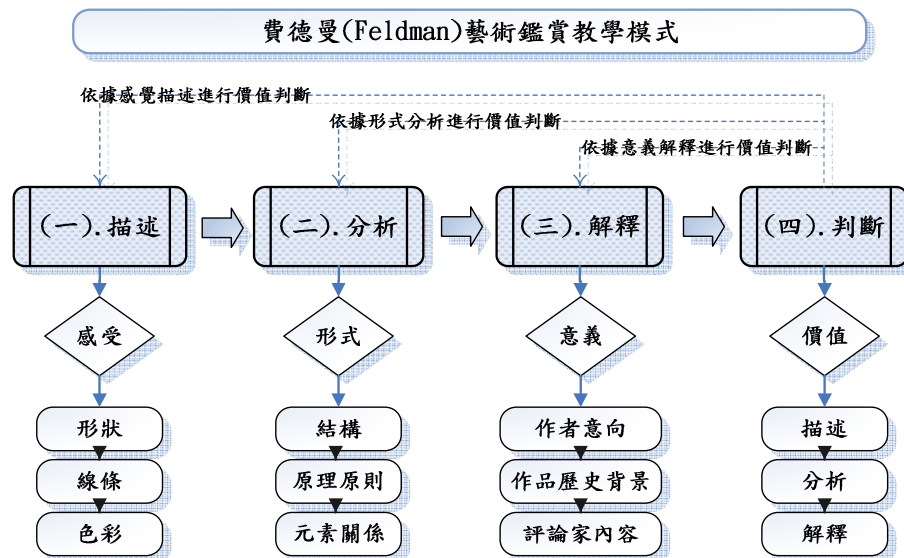 費德曼(Feldman)藝術鑑賞教學模式
依據感覺描述進行價值判斷
依據形式分析進行價值判斷
依據意義解釋進行價值判斷
(一).描述
(二).分析
(三).解釋
(四).判斷
感受
形式
意義
價值
形狀
結構
作者意向
描述
線條
原理原則
作品歷史背景
分析
色彩
元素關係
評論家內容
解釋